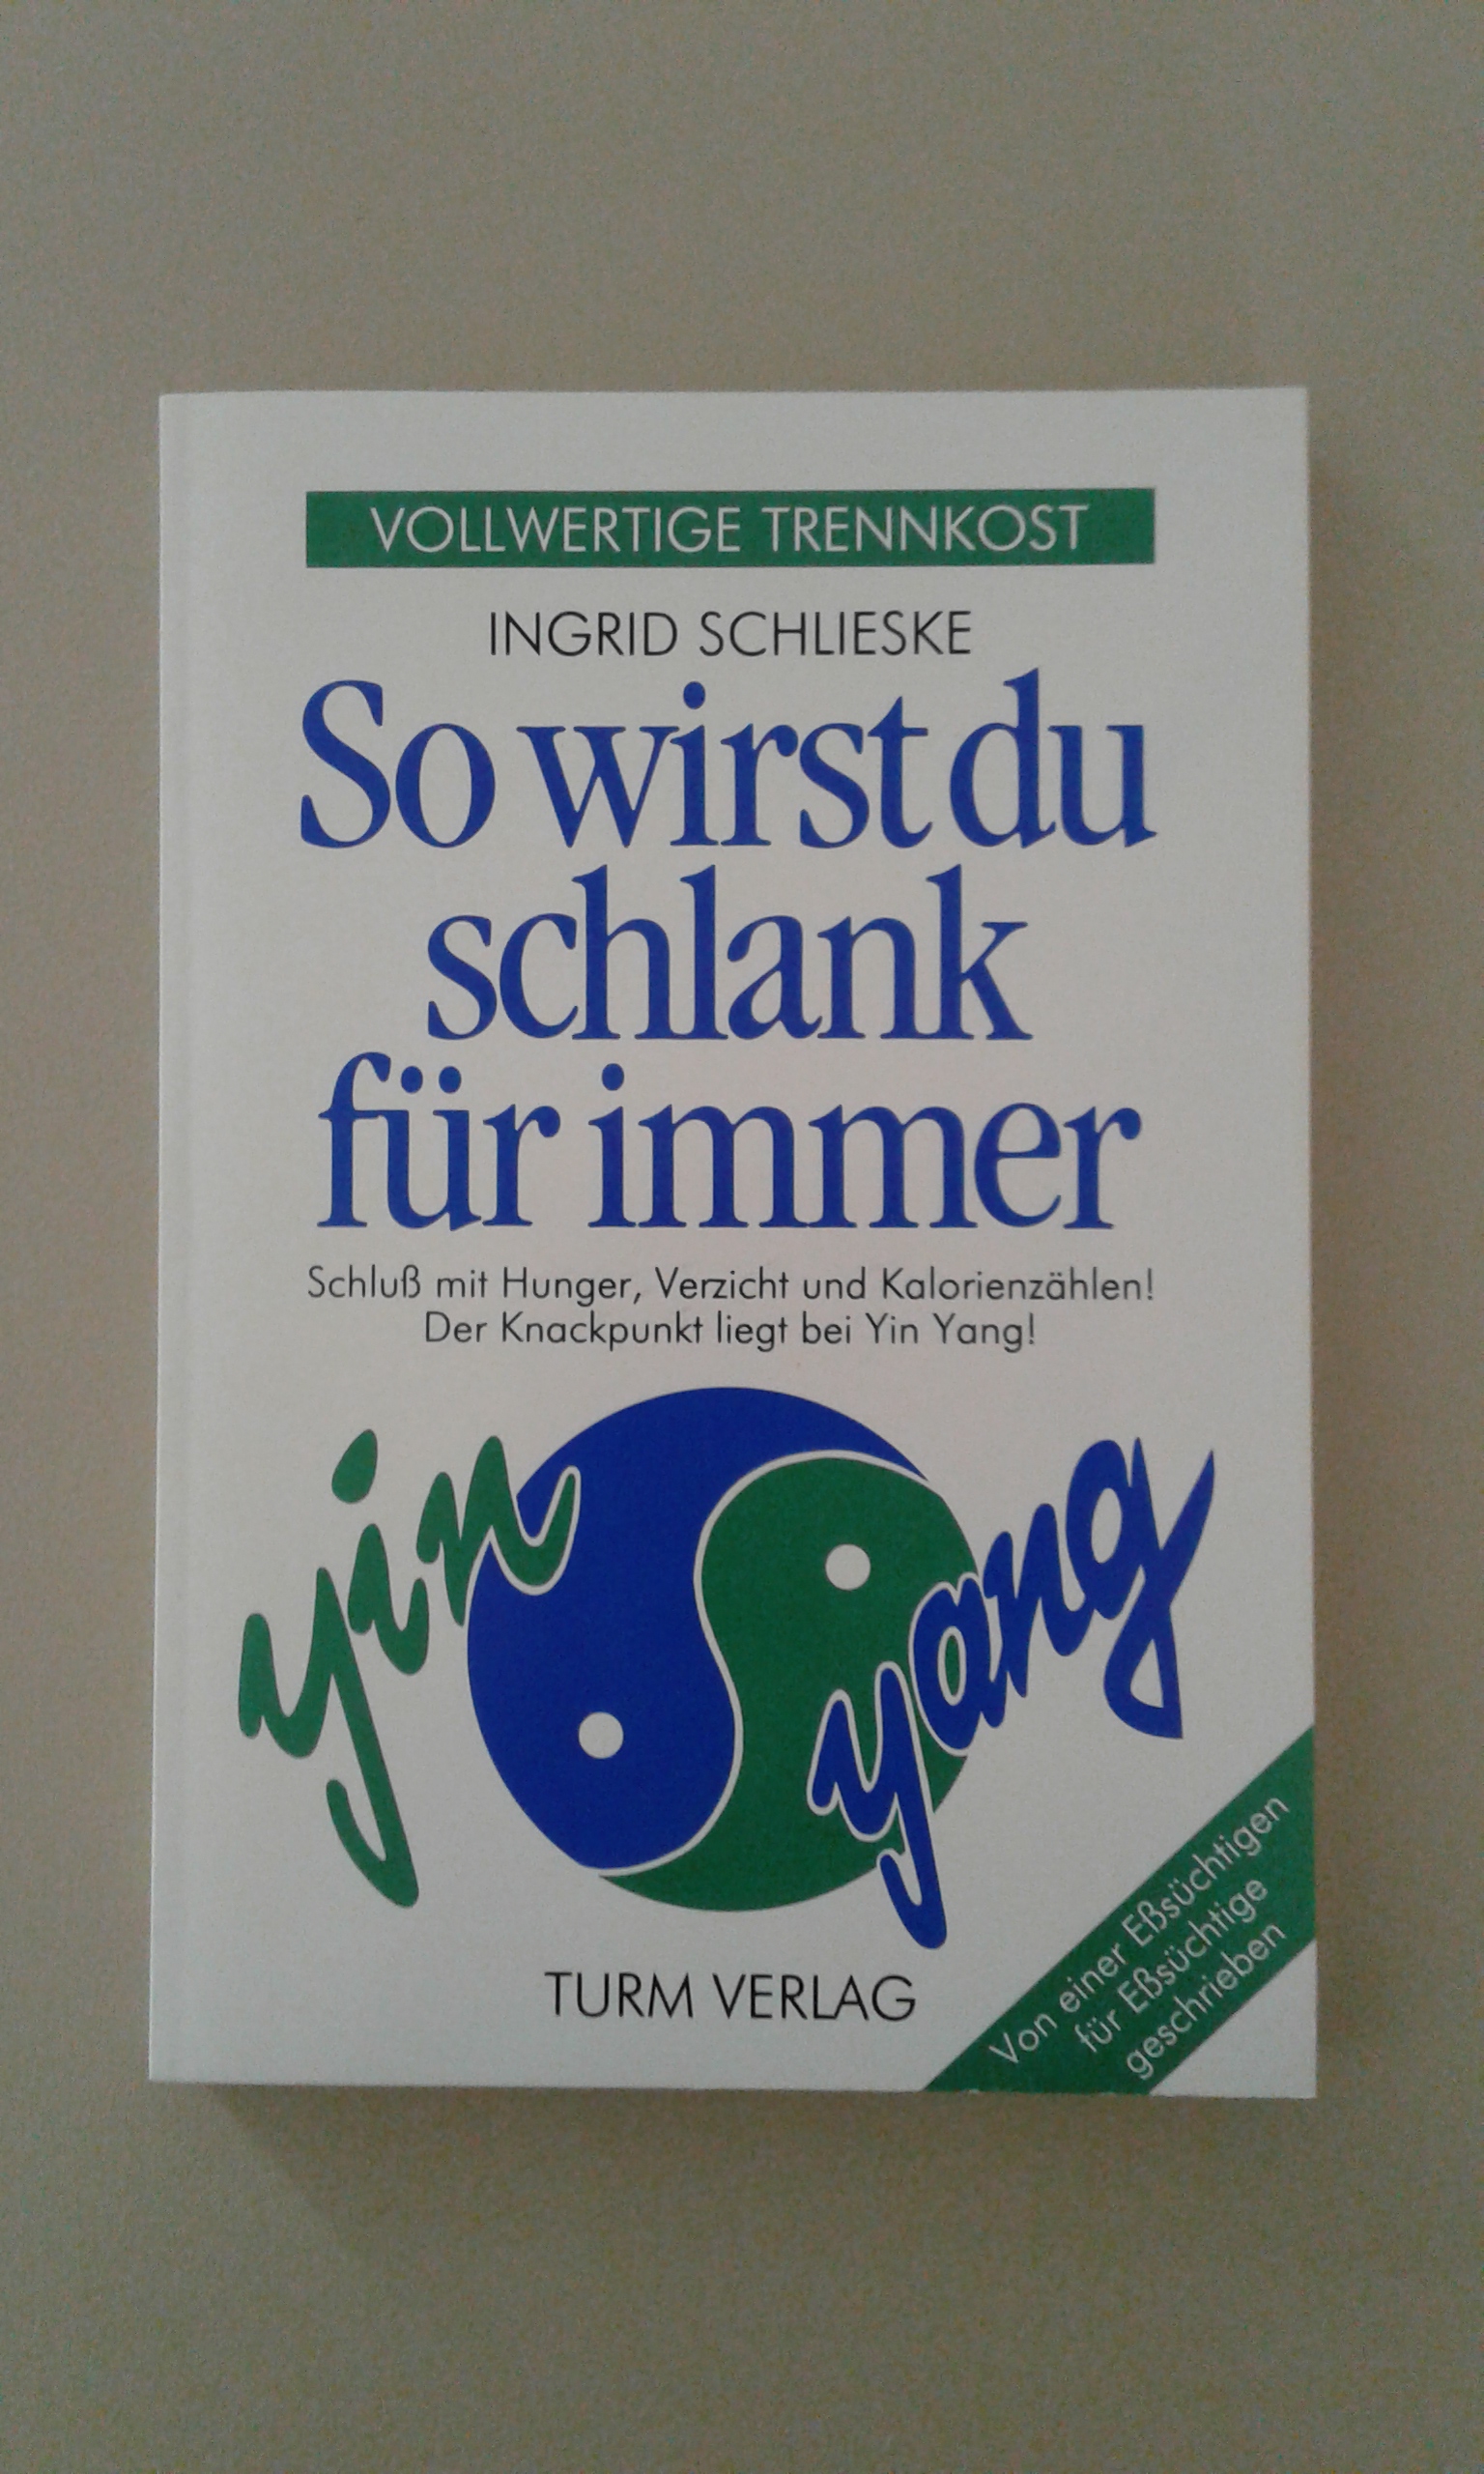 VOLLWERTIGE TRENNKOST
INGRID SCHLIESKE
So wirst du
schlank
für immer
Schluß mit Hunger, Verzicht und Kalorienzählen!
Der Knackpunkt liegt bei Yin Yang!
yin
yang
TURM VERLAG
Von einer Eßsüchtigen
für Eßsüchtige
geschrieben